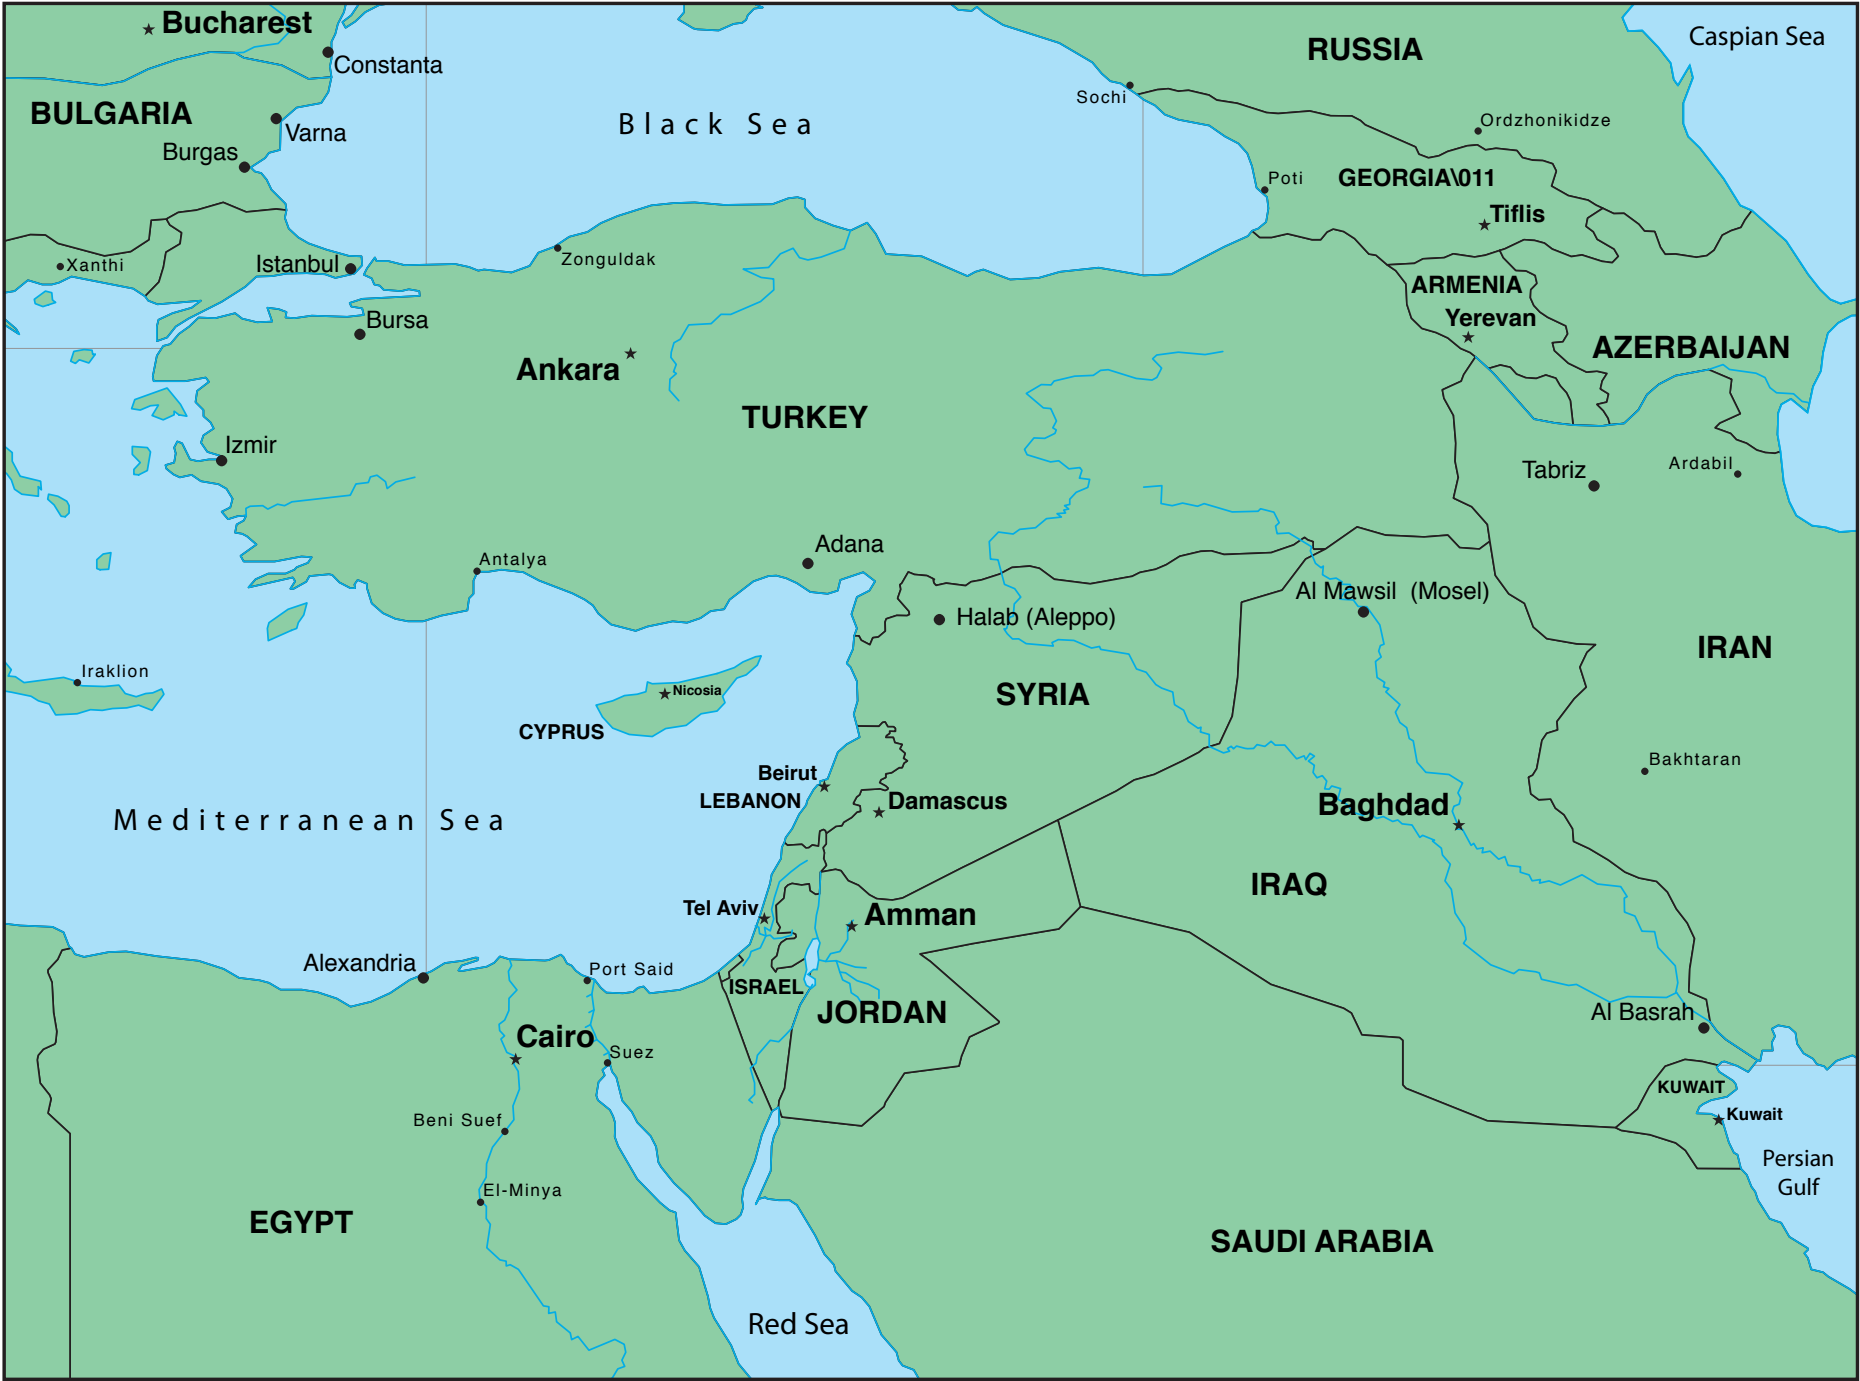 Bucharest
Constanta
RUSSIA
Caspian Sea
BULGARIA
Varna
Burgas
Black Sea
Sochi
Ordzhonikidze
Poti
GEORGIA\011
Tiflis
Xanthi
Istanbul
Zonguldak
ARMENIA
Yerevan
Bursa
Ankara
AZERBAIJAN
TURKEY
Izmir
Tabriz
Ardabil
Antalya
Adana
Al Mawsil (Mosel)
Halab (Aleppo)
IRAN
Iraklion
Nicosia
CYPRUS
SYRIA
Bakhtaran
Beirut
LEBANON
Damascus
Baghdad
Mediterranean Sea
IRAQ
Tel Aviv
Amman
Alexandria
Port Said
ISRAEL
JORDAN
Al Basrah
Cairo
Suez
KUWAIT
Kuwait
Beni Suef
Persian
Gulf
El-Minya
EGYPT
SAUDI ARABIA
Red Sea